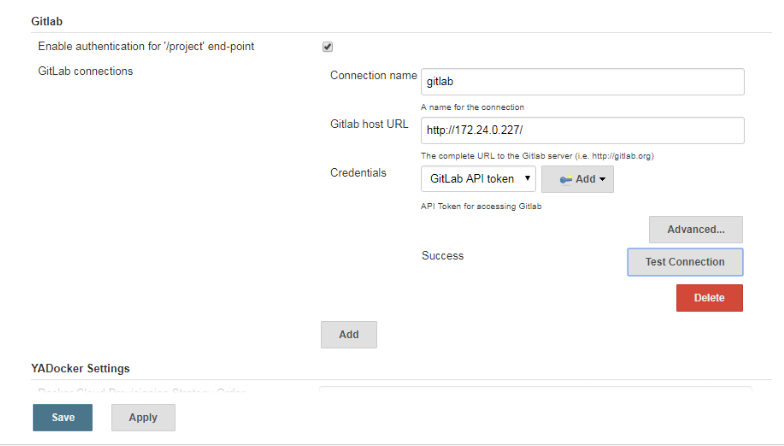 Gitlab
Enable authentication for '/project' end-point
GitLab connections
Connection name
gitlab
A name for the connection
Gitlab host URL
http://172.24.0.227/
The complete URL to the Gitlab server (i.e. http://gitlab.org)
Credentials
GitLab API token
Add
API Token for accessing Gitlab
Advanced...
Success
Test Connection
Delete
Add
YADocker Settings
Save
Apply